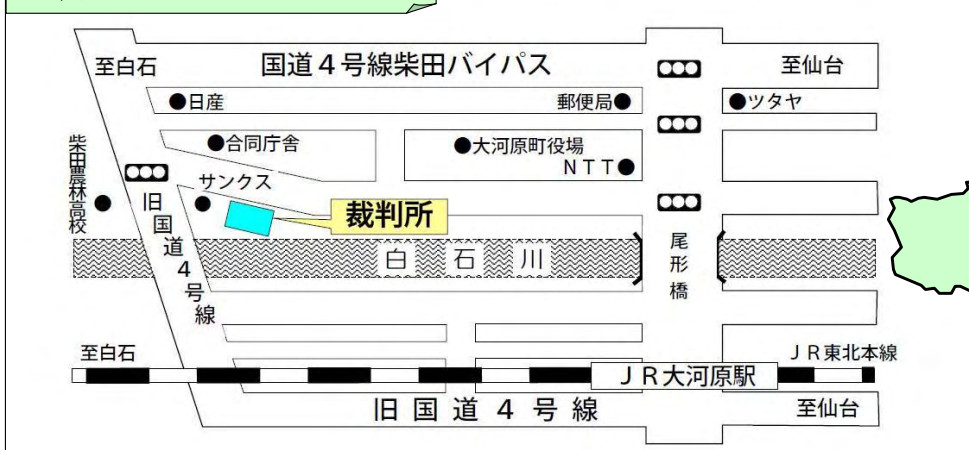 至白石
国道４号線柴田バイパス
至仙台
●日産
郵便局●
●ツタヤ
●合同庁舎
●大河原町役場
ＮＴＴ●
柴田農林高校
サンクス
旧国道４号線
裁判所
白石川
尾形橋
至白石
ＪＲ東北本線
ＪＲ大河原駅
旧国道４号線
至仙台